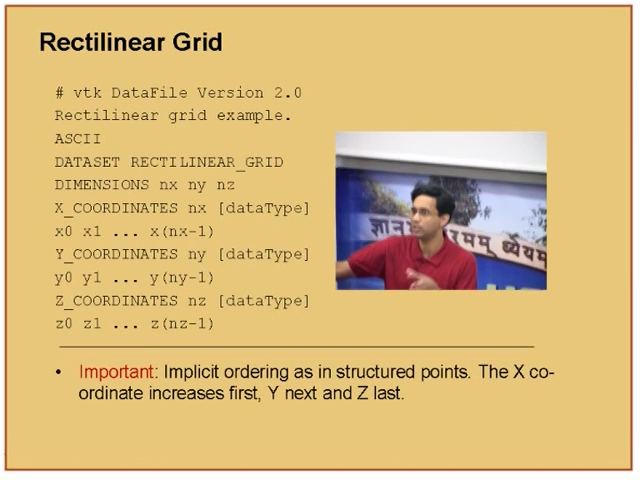 Rectilinear Grid
# vtk DataFile Version 2.0
Rectilinear grid example.
ASCII
DATASET RECTILINEAR_GRID
DIMENSIONS nx ny nz
X_COORDINATES nx [dataType]
x0 x1 ... x(nx-1)
Y_COORDINATES ny [dataType]
y0 y1 ... y(ny-1)
Z_COORDINATES nz [dataType]
z0 z1 ... z(nz-1)
ध्येयम
• Important: Implicit ordering as in structured points. The X co-
ordinate increases first, Y next and Z last.